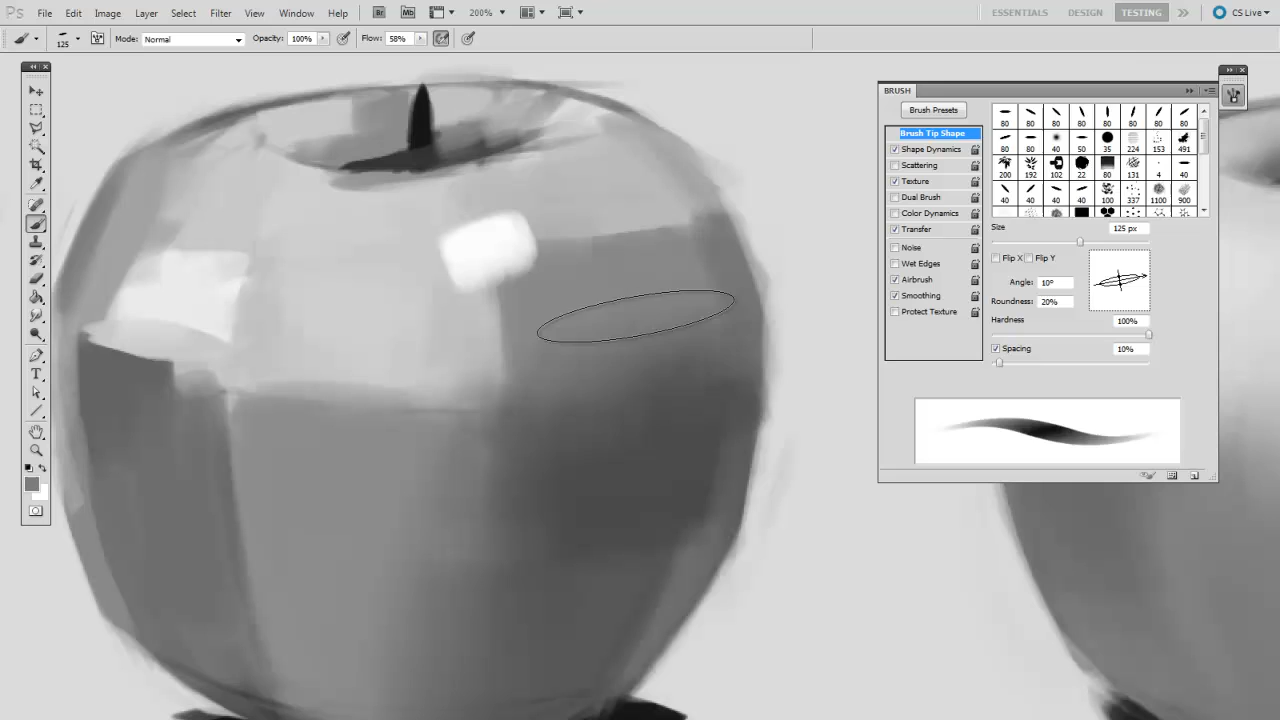 Ps File Edit Image Layer Select Filter View Window Help Br Mb 200% ESSENTIALS DESIGN TESTING CS Live
125 Mode: Normal Opacity: 100% Flow: 58%
BRUSH
Brush Presets
Brush Tip Shape
Shape Dynamics
Scattering
Texture
Dual Brush
Color Dynamics
Transfer
Noise
Wet Edges
Airbrush
Smoothing
Protect Texture
80 80 80 80 80 80 80 80
80 80 40 50 35 224 153 491
200 192 102 22 80 131 4 40
40 40 40 40 100 337 1100 900
Size 125 px
Flip X Flip Y
Angle: 10º
Roundness: 20%
Hardness 100%
Spacing 10%
T